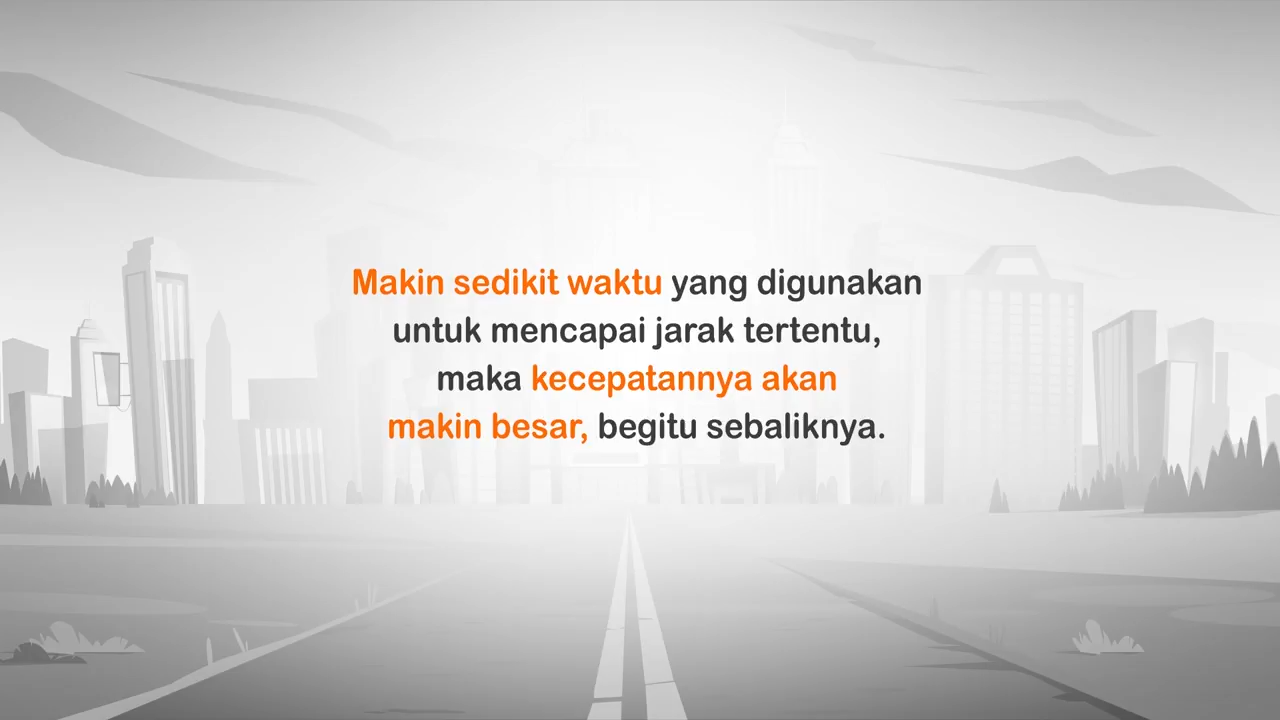 Makin sedikit waktu yang digunakan
untuk mencapai jarak tertentu,
maka kecepatannya akan
makin besar, begitu sebaliknya.